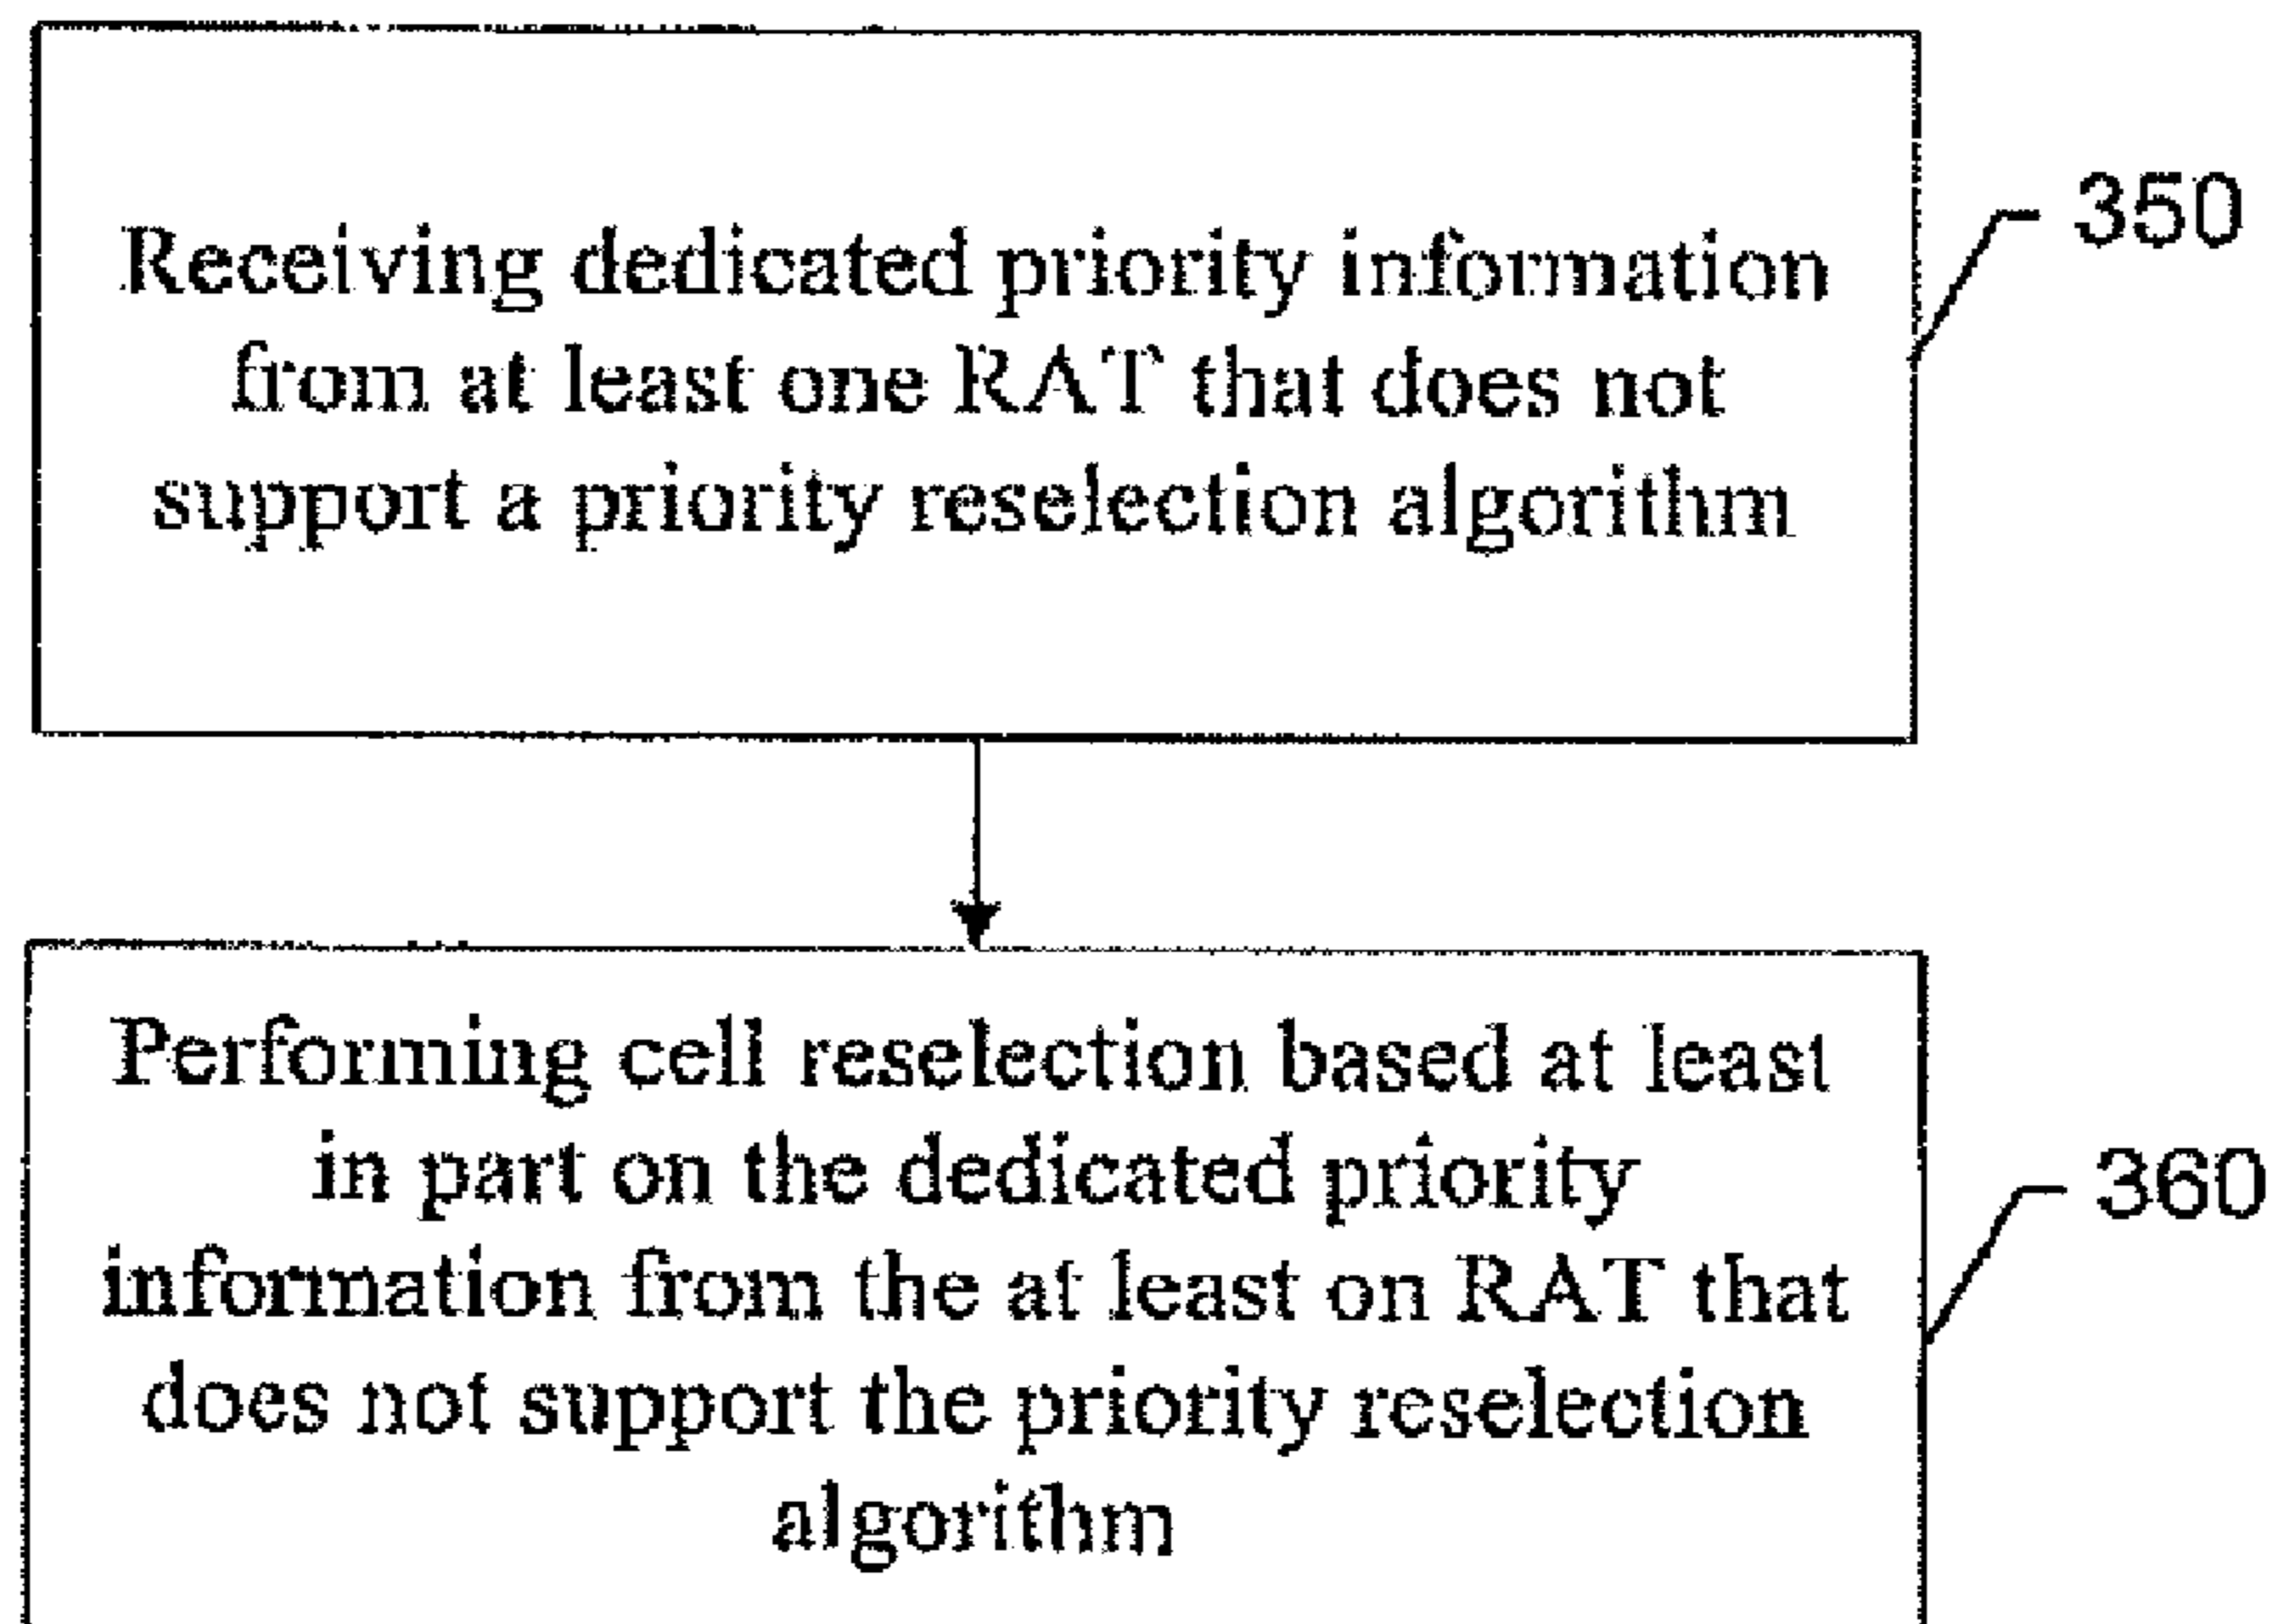 Receiving dedicated priority information
from at least one RAT that does not
support a priority reselection algorithm
350
Performing cell reselection based at least
in part on the dedicated priority
information from the at least on RAT that
does not support the priority reselection
algorithm
360